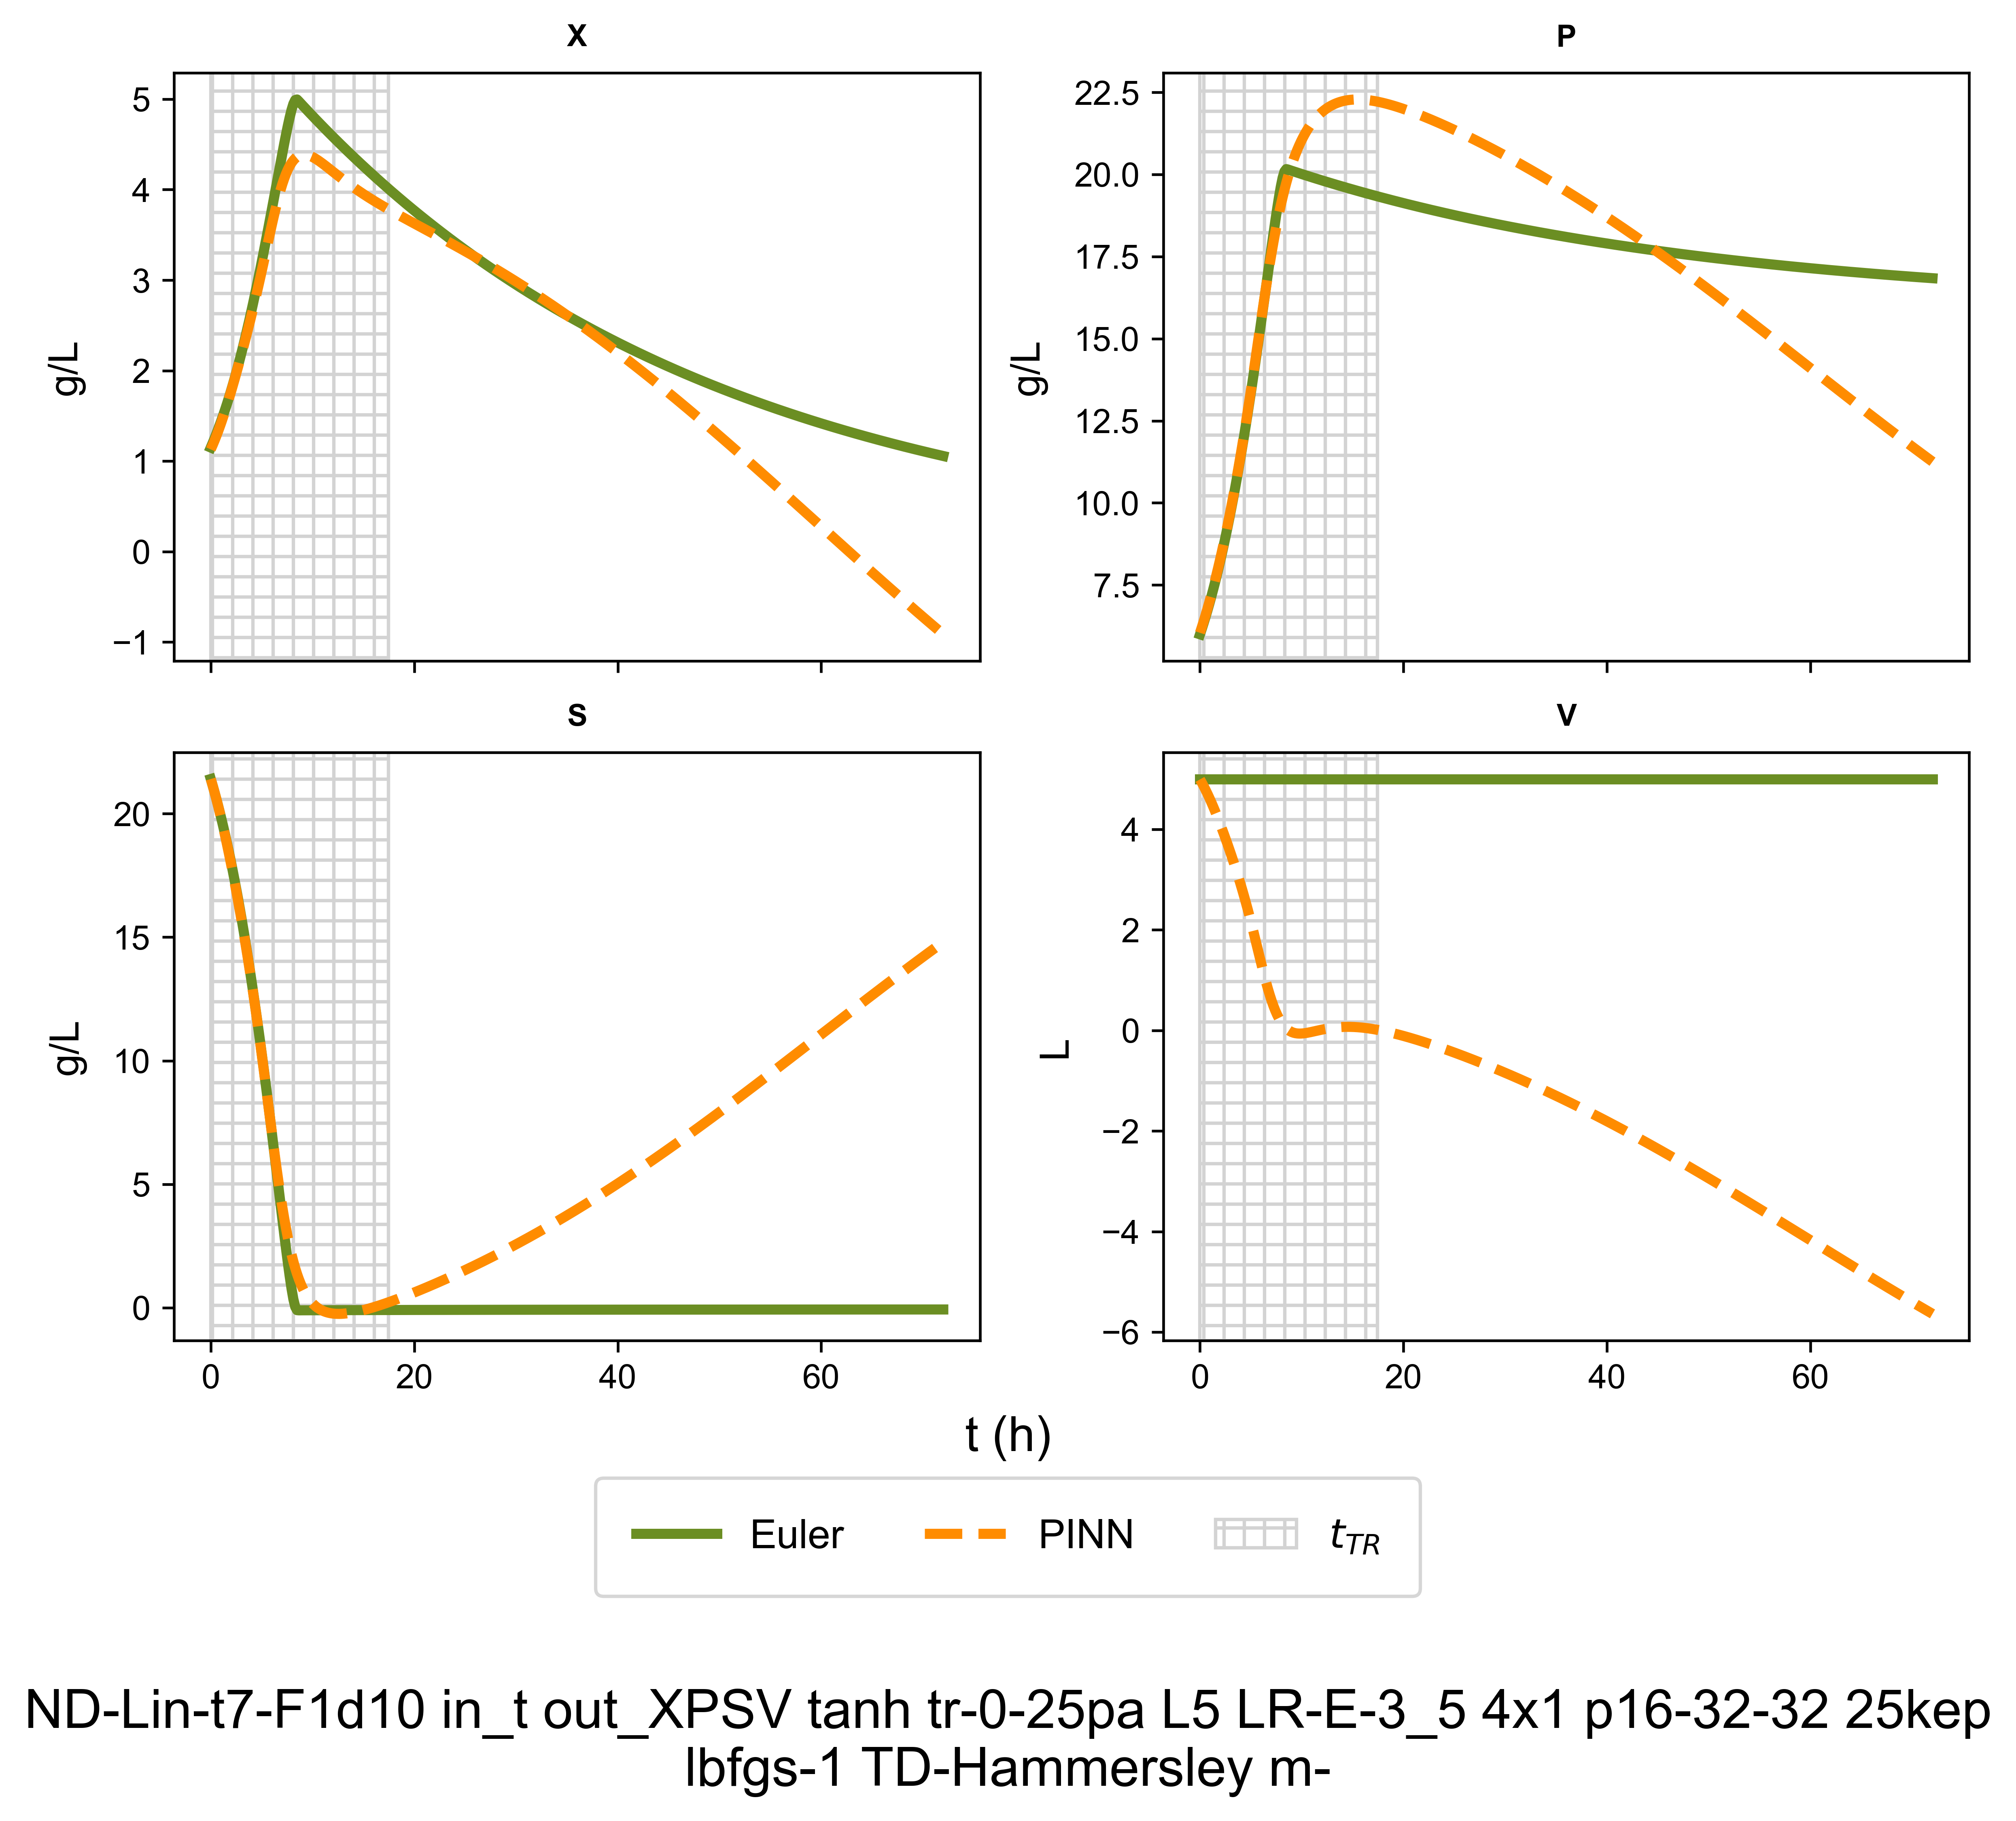 X
P
5
4
3
2
1
0
−1
g/L
22.5
20.0
17.5
15.0
12.5
10.0
7.5
g/L
S
V
20
15
10
5
0
g/L
0
20
40
60
4
2
0
−2
−4
−6
L
0
20
40
60
t (h)
Euler
PINN
t_{TR}
ND-Lin-t7-F1d10 in_t out_XPSV tanh tr-0-25pa L5 LR-E-3_5 4x1 p16-32-32 25kep
lbfgs-1 TD-Hammersley m-